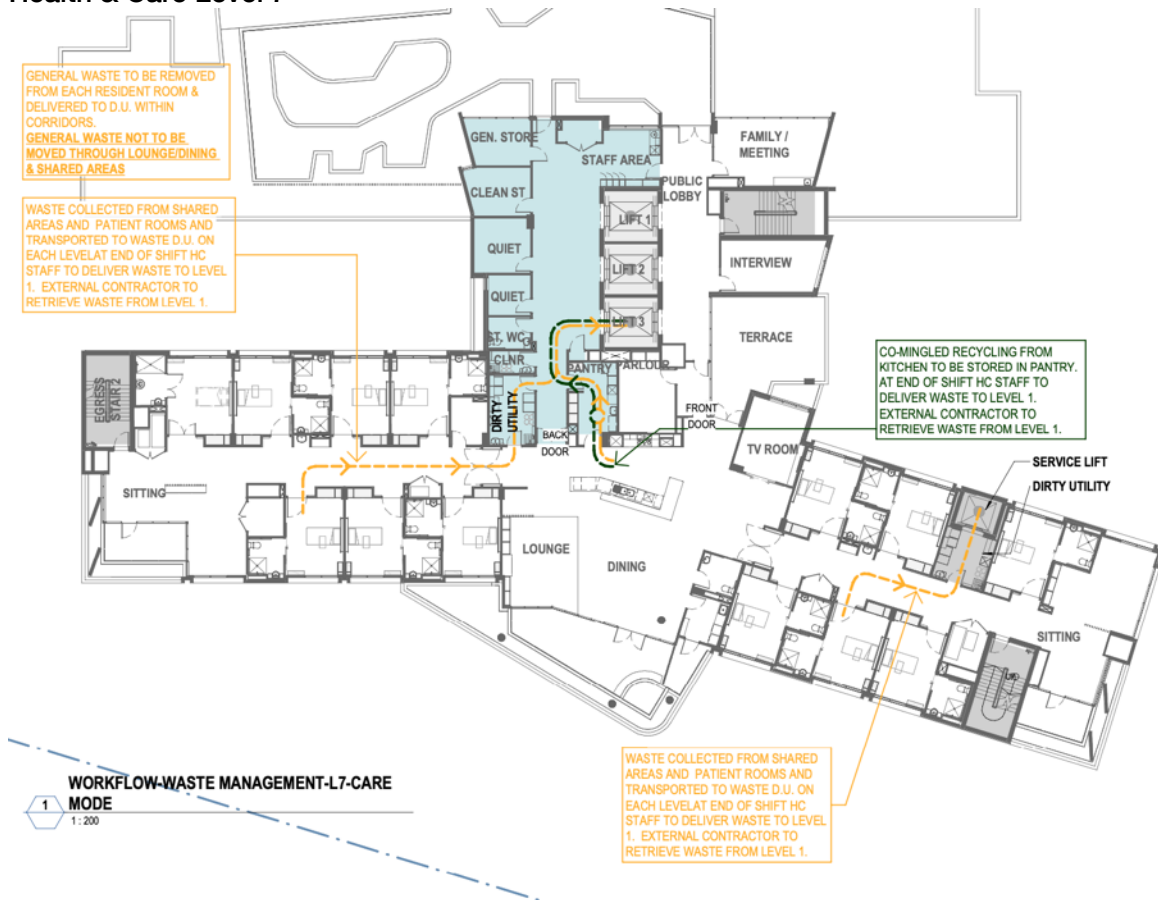 Health & Care Level 7
GENERAL WASTE TO BE REMOVED
FROM EACH RESIDENT ROOM &
DELIVERED TO D.U. WITHIN
CORRIDORS.
GENERAL WASTE NOT TO BE
MOVED THROUGH LOUNGE/DINING
& SHARED AREAS
WASTE COLLECTED FROM SHARED
AREAS AND PATIENT ROOMS AND
TRANSPORTED TO WASTE D.U. ON
EACH LEVELAT END OF SHIFT HC
STAFF TO DELIVER WASTE TO LEVEL
1. EXTERNAL CONTRACTOR TO
RETRIEVE WASTE FROM LEVEL 1.
GEN. STORE
STAFF AREA
FAMILY /
MEETING
PUBLIC
LOBBY
CLEAN ST
LIFT 1
QUIET
LIFT 2
INTERVIEW
QUIET
LIFT 3
ST. WC
TERRACE
CLNR
PANTRY
PARLOUR
CO-MINGLED RECYCLING FROM
KITCHEN TO BE STORED IN PANTRY.
AT END OF SHIFT HC STAFF TO
DELIVER WASTE TO LEVEL 1.
EXTERNAL CONTRACTOR TO
RETRIEVE WASTE FROM LEVEL 1.
EGRESS
STAIR 2
DIRTY
UTILITY
FRONT
DOOR
BACK
DOOR
TV ROOM
SERVICE LIFT
DIRTY UTILITY
SITTING
LOUNGE
DINING
SITTING
WASTE COLLECTED FROM SHARED
AREAS AND PATIENT ROOMS AND
TRANSPORTED TO WASTE D.U. ON
EACH LEVELAT END OF SHIFT HC
STAFF TO DELIVER WASTE TO LEVEL
1. EXTERNAL CONTRACTOR TO
RETRIEVE WASTE FROM LEVEL 1.
WORKFLOW-WASTE MANAGEMENT-L7-CARE
1 MODE
1 : 200